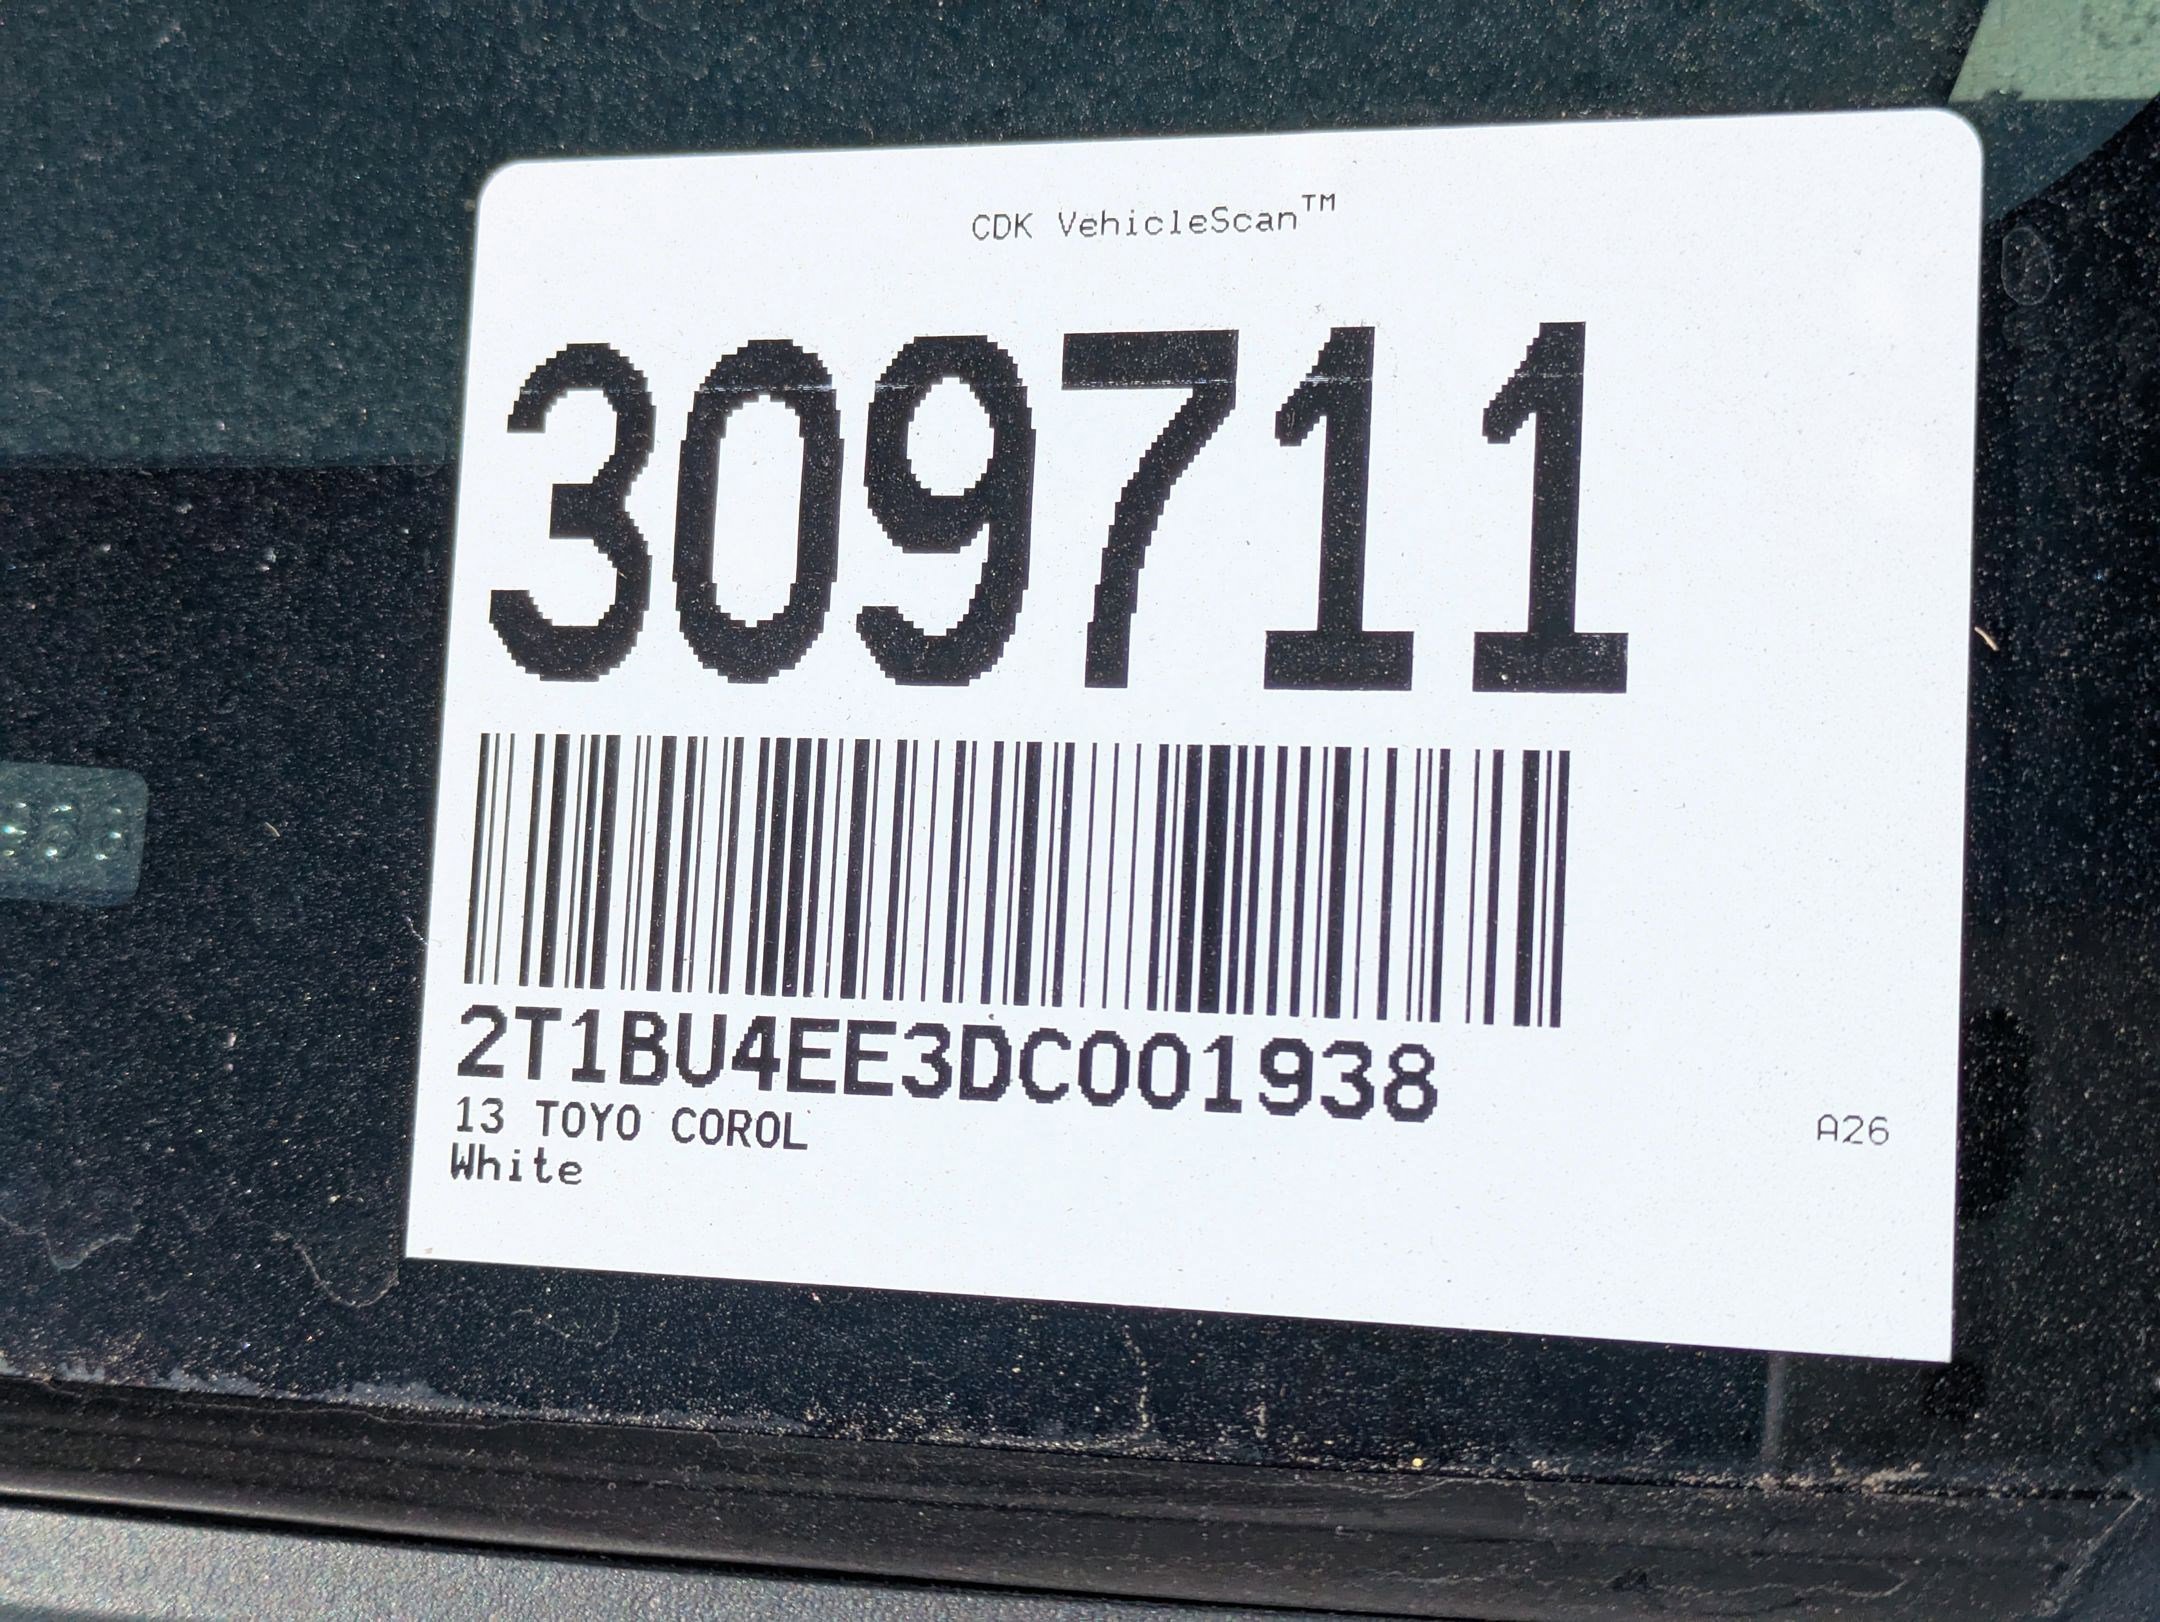 CDK VehicleScan™
309711
2T1BU4EE3DC001938
13 TOYO COROL
White
A26